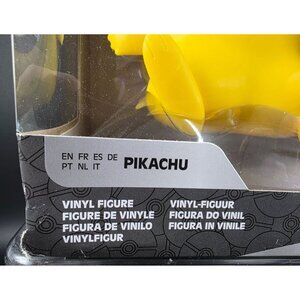 EN FR ES DE
PT NL IT
PIKACHU
VINYL FIGURE
FIGURE DE VINYLE
FIGURA DE VINILO
VINYLFIGUR
VINYL-FIGUUR
FIGURA DO VINIL
FIGURA IN VINILE